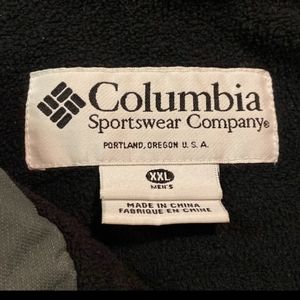 Columbia
Sportswear Company®
PORTLAND, OREGON U.S.A.
XXL
MEN'S
MADE IN CHINA
FABRIQUE EN CHINE